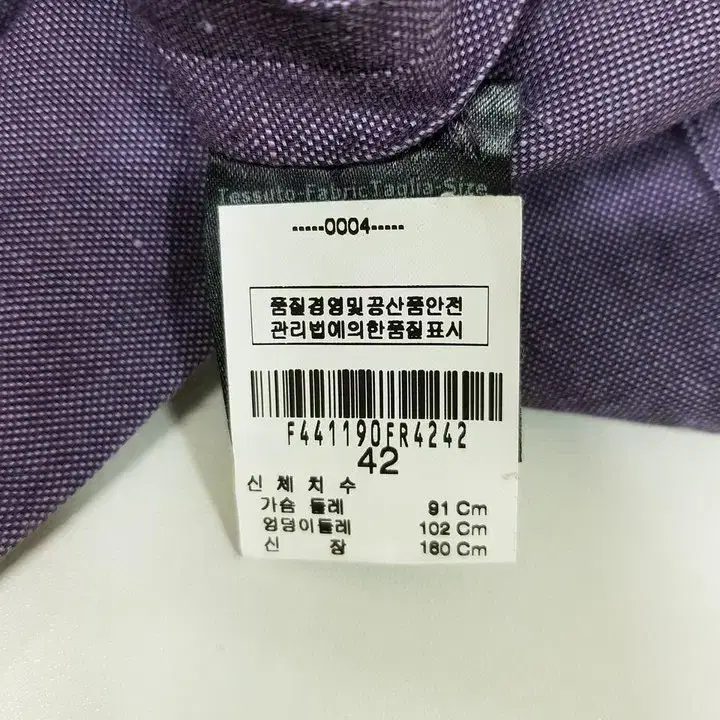 Tessuto-Fabric Taglia-Size
-----0004-----
품질경영및공산품안전
관리법에의한품질표시
F441190FR4242
42
신 체 치 수
가슴 둘레 91 Cm
엉덩이둘레 102 Cm
신 장 160 Cm